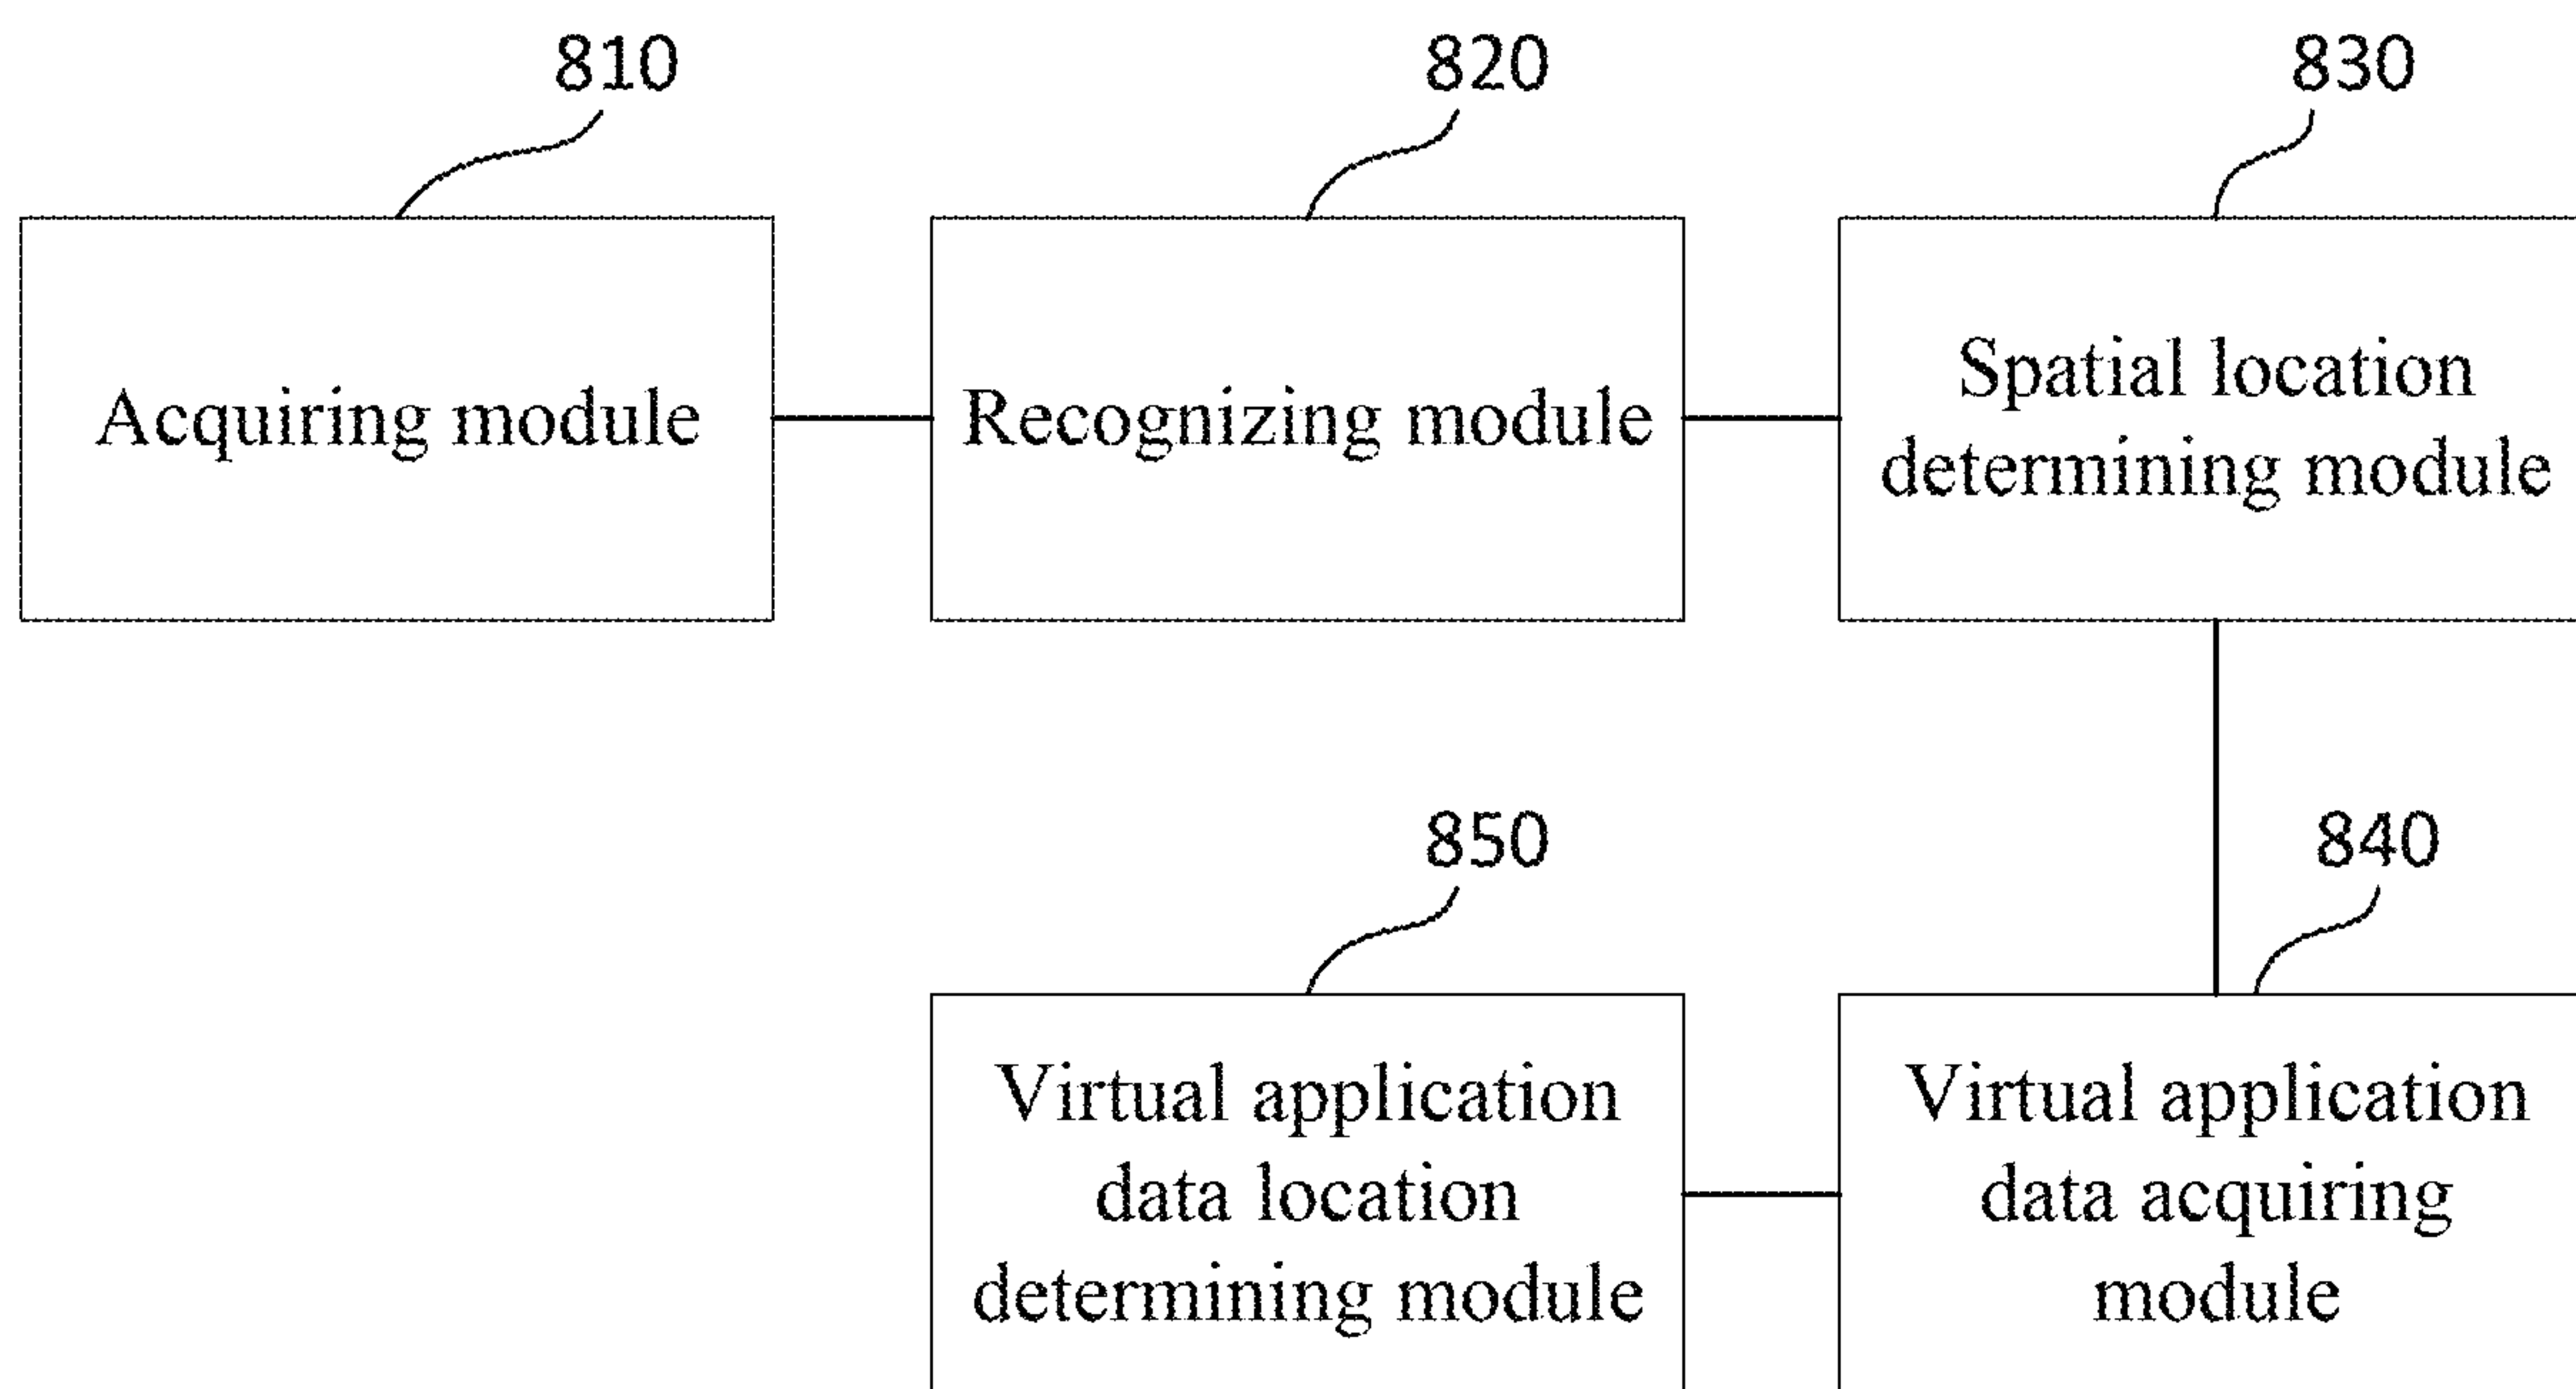 810
820
830
Acquiring module
Recognizing module
Spatial location
determining module
850
840
Virtual application
data location
determining module
Virtual application
data acquiring
module